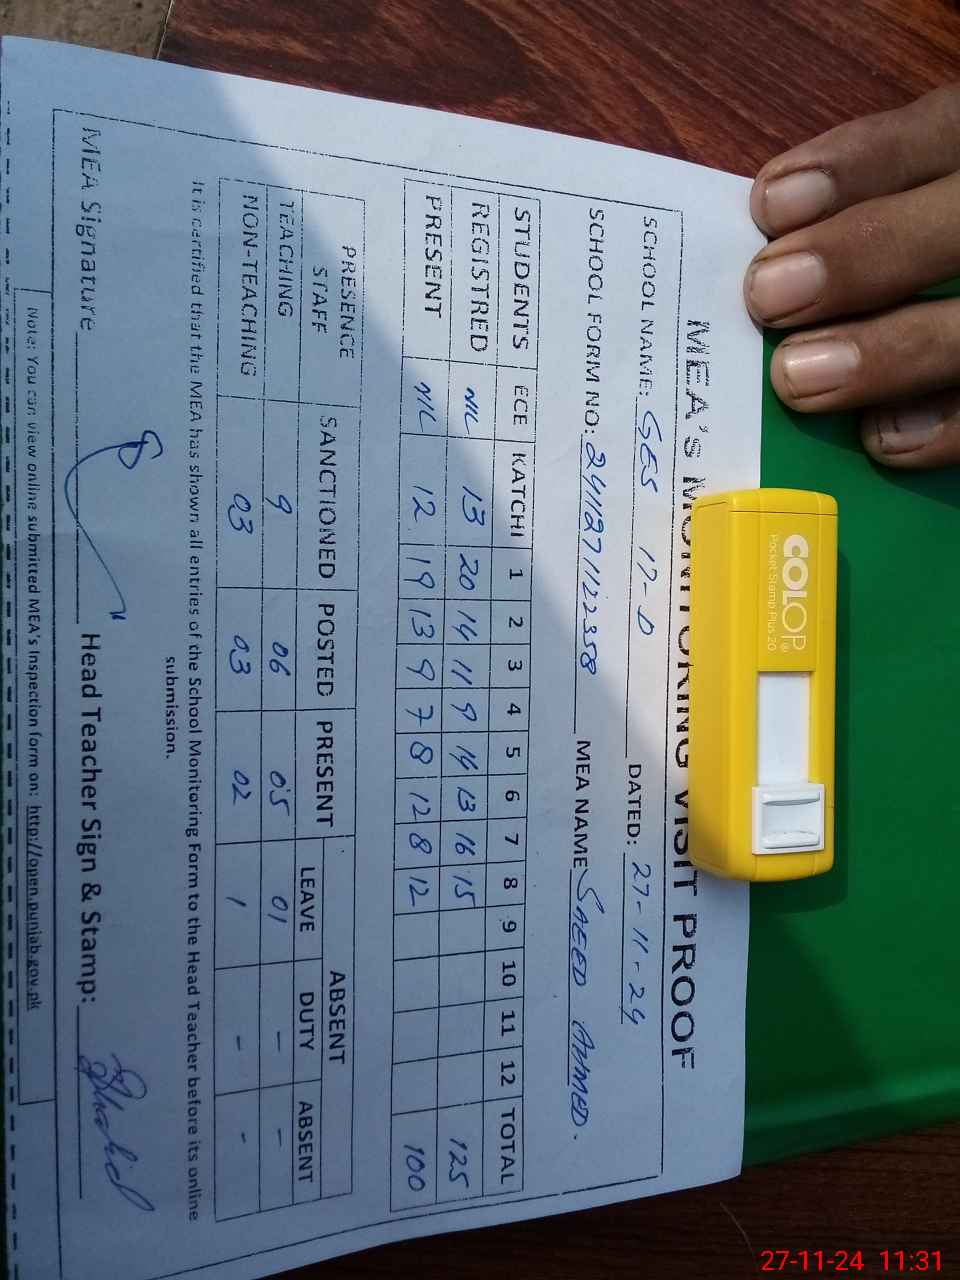 MEA's MONITORING VISIT PROOF
SCHOOL NAME: GES 17-D DATED: 27-11-24
SCHOOL FORM NO: 241271122358 MEA NAME SAEED AHMED.
STUDENTS ECE KATCHI 1 2 3 4 5 6 7 8 9 10 11 12 TOTAL
REGISTRED NIL 13 20 14 11 9 14 13 16 15 125
PRESENT NIL 12 19 13 9 7 8 12 8 12 100
PRESENCE STAFF SANCTIONED POSTED PRESENT ABSENT
LEAVE DUTY ABSENT
TEACHING 9 06 05 01 - -
NON-TEACHING 03 03 02 1 - -
It is certified that the MEA has shown all entries of the School Monitoring Form to the Head Teacher before its online
submission.
MEA Signature Head Teacher Sign & Stamp: Shahid
Note: You can view online submitted MEA's Inspection form on: http://open.punjab.gov.pk
COLOP®
Pocket Stamp Plus 20
27-11-24 11:31